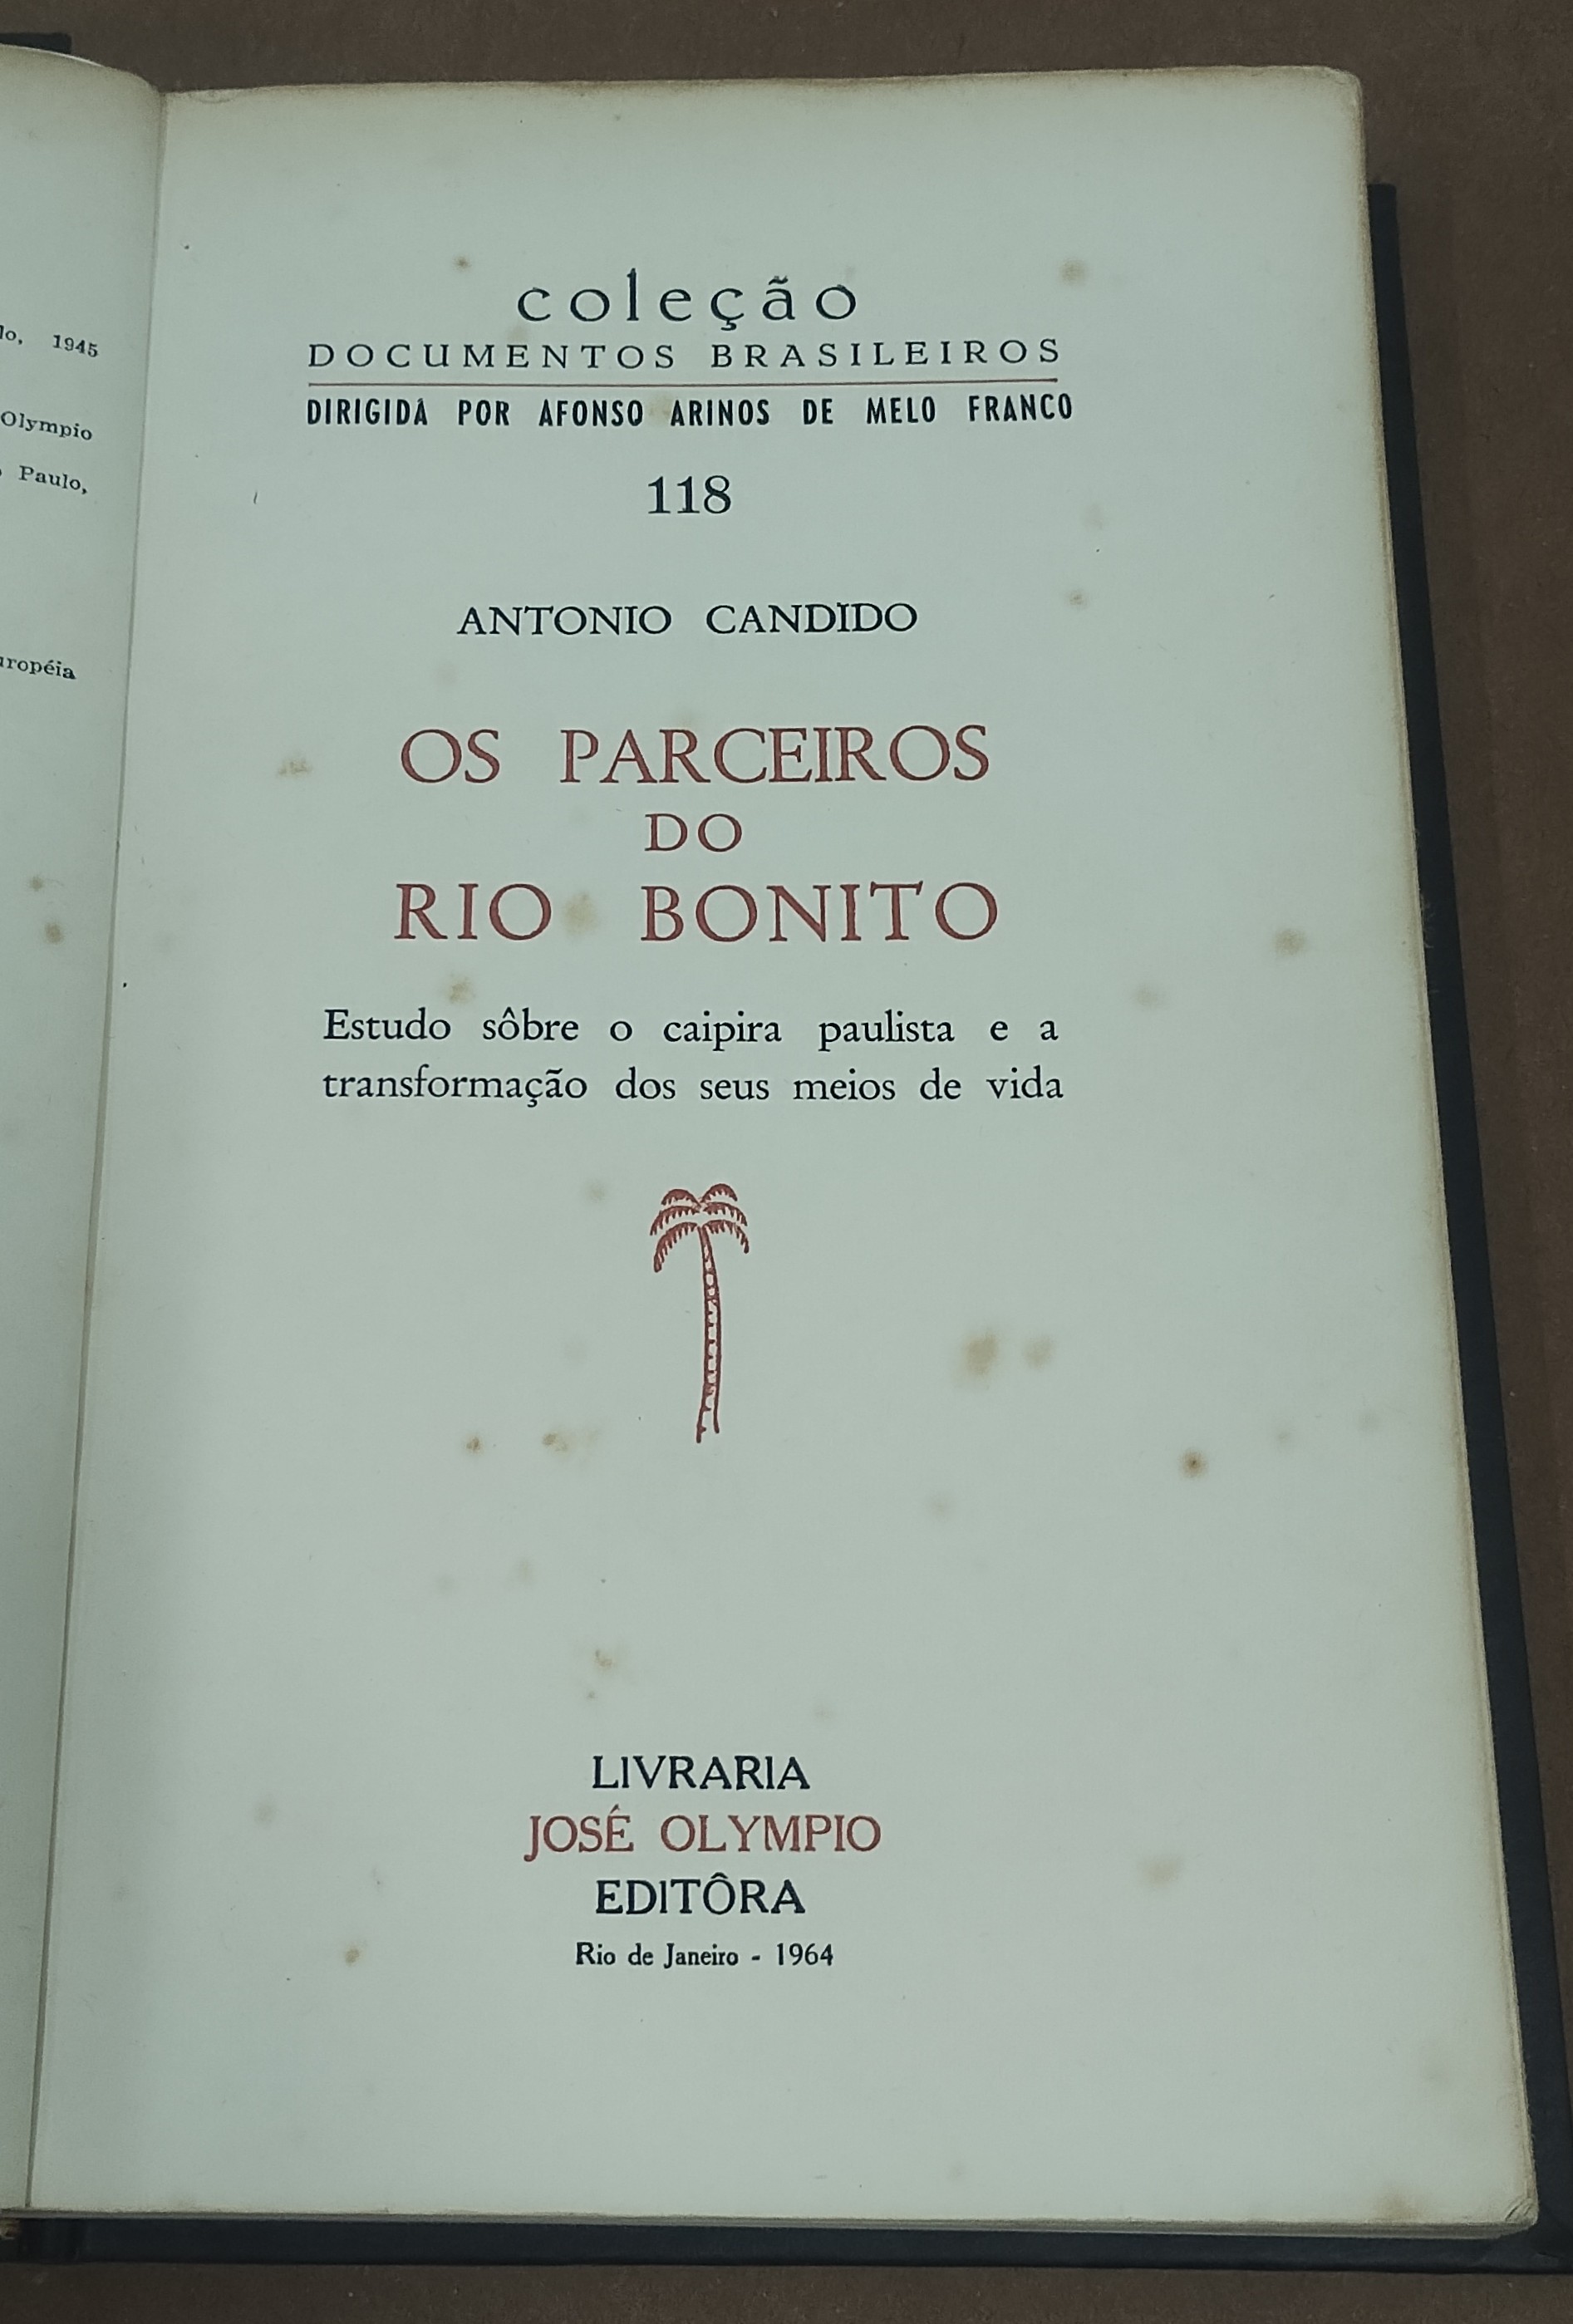 1945
Olympio
Paulo,
coleção
DOCUMENTOS BRASILEIROS
DIRIGIDA POR AFONSO ARINOS DE MELO FRANCO
118
ANTONIO CANDIDO
OS PARCEIROS
DO
RIO BONITO
Estudo sôbre o caipira paulista e a
transformação dos seus meios de vida
LIVRARIA
JOSÉ OLYMPIO
EDITÔRA
Rio de Janeiro - 1964